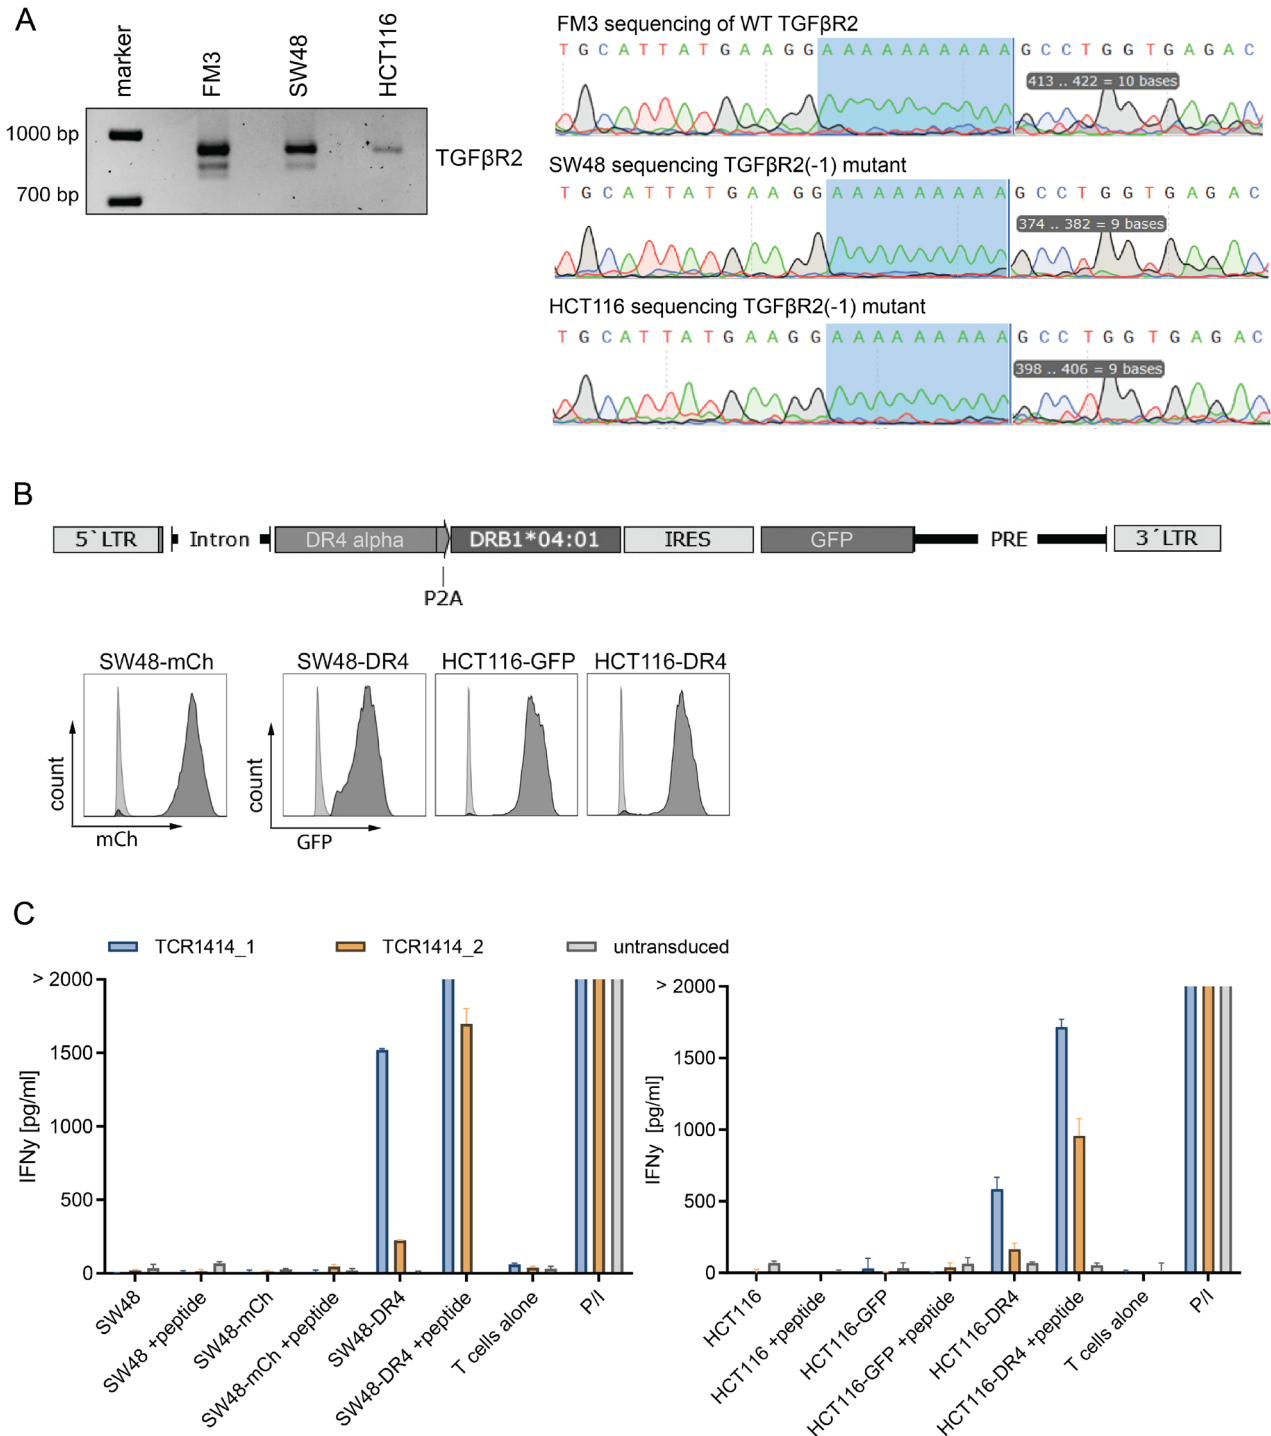 A
marker
FM3
SW48
HCT116
1000 bp
700 bp
TGFβR2
FM3 sequencing of WT TGFβR2
T G C A T T A T G A A G G A A A A A A A A A A G C C T G G T G A G A C
413 .. 422 = 10 bases
SW48 sequencing TGFβR2(-1) mutant
T G C A T T A T G A A G G A A A A A A A A A G C C T G G T G A G A C
374 .. 382 = 9 bases
HCT116 sequencing TGFβR2(-1) mutant
T G C A T T A T G A A G G A A A A A A A A A G C C T G G T G A G A C
398 .. 406 = 9 bases
B
5`LTR
Intron
DR4 alpha
DRB1*04:01
IRES
GFP
PRE
3´LTR
P2A
SW48-mCh
SW48-DR4
HCT116-GFP
HCT116-DR4
count
mCh
count
GFP
C
TCR1414_1
TCR1414_2
untransduced
> 2000
1500
1000
500
0
IFNy [pg/ml]
SW48
SW48 +peptide
SW48-mCh
SW48-mCh +peptide
SW48-DR4
SW48-DR4 +peptide
T cells alone
P/I
> 2000
1500
1000
500
0
IFNy [pg/ml]
HCT116
HCT116 +peptide
HCT116-GFP
HCT116-GFP +peptide
HCT116-DR4
HCT116-DR4 +peptide
T cells alone
P/I